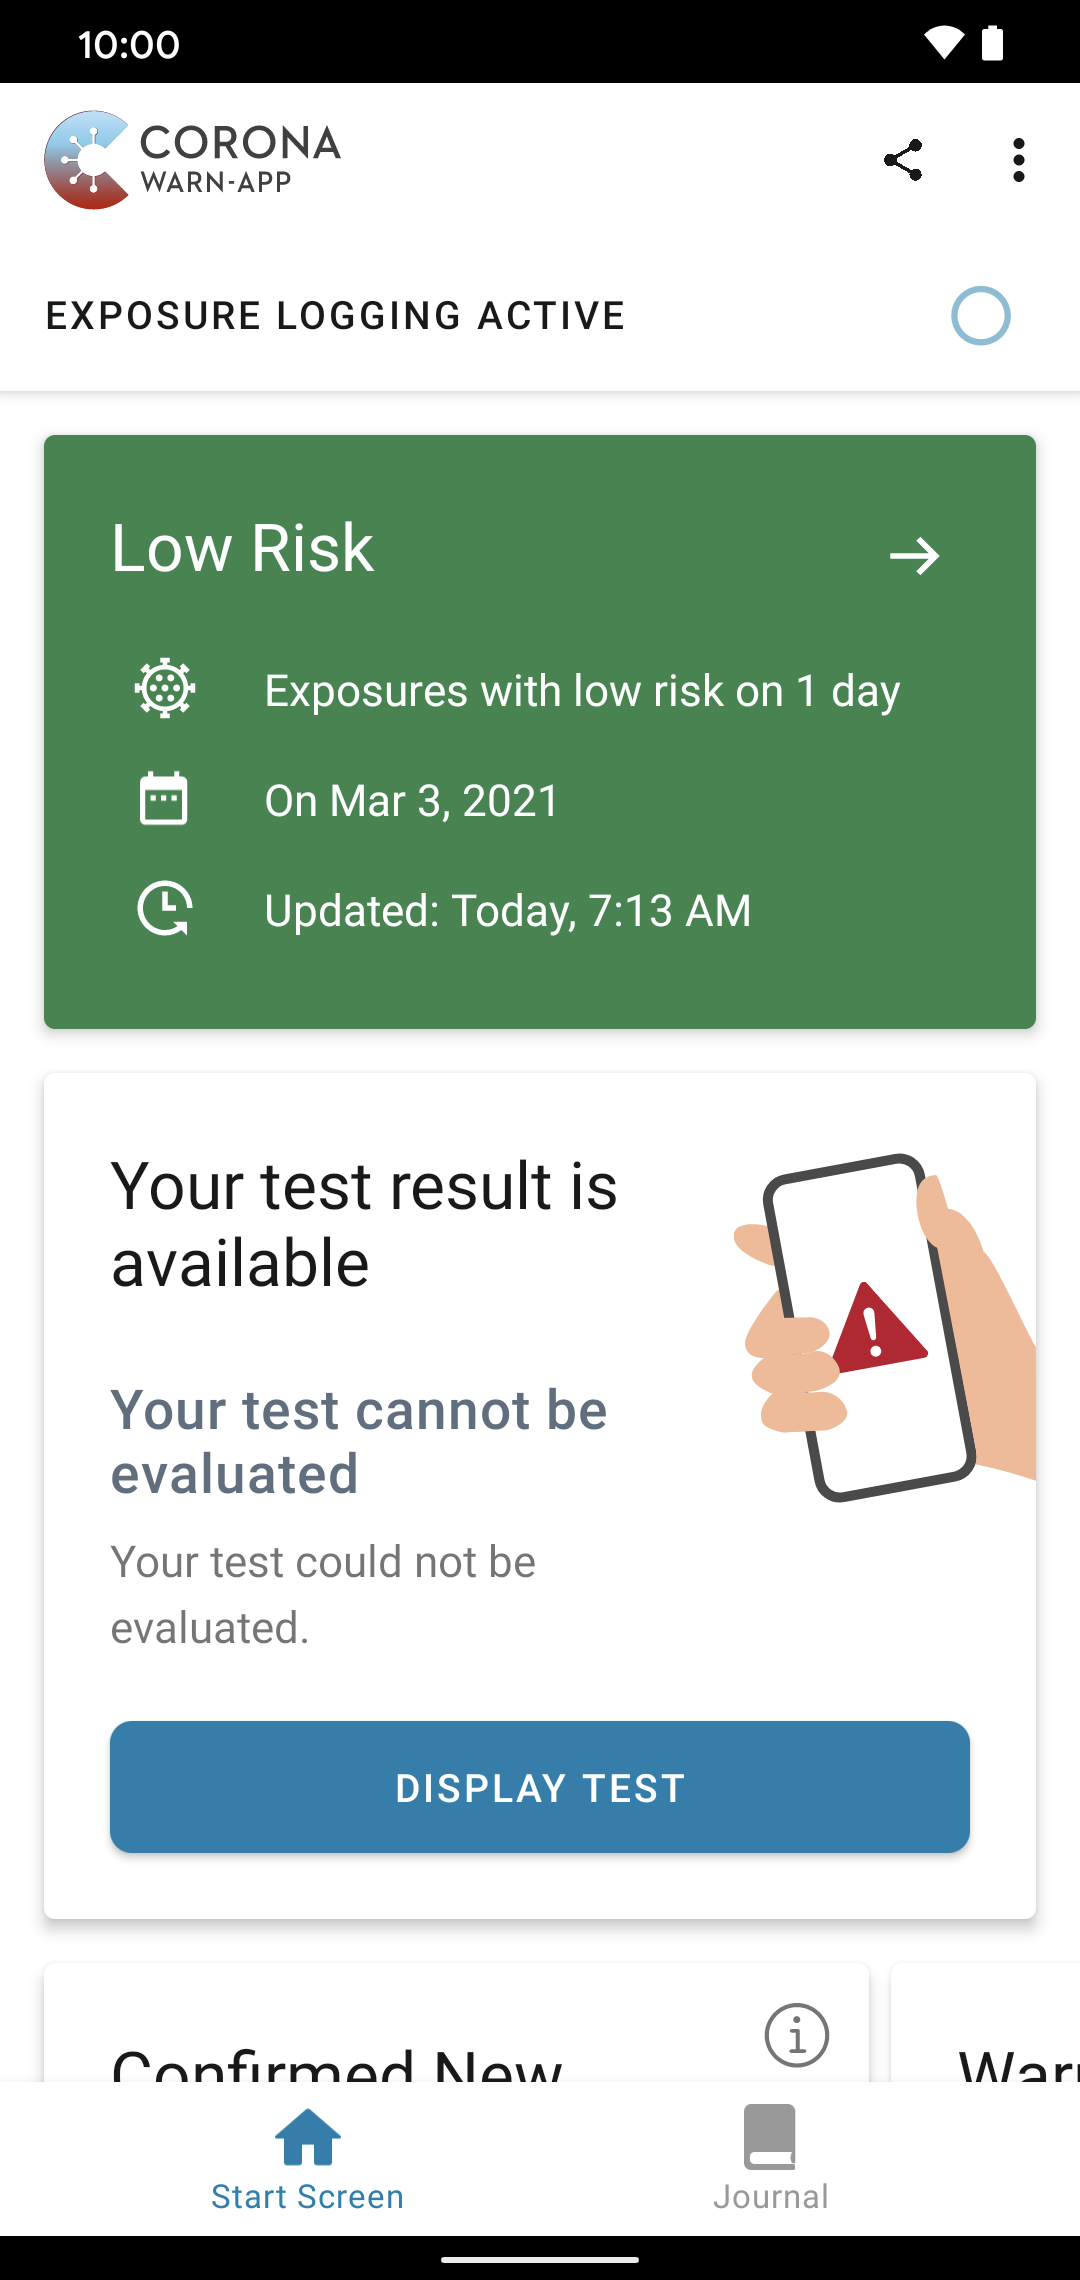 10:00
CORONA
WARN-APP
EXPOSURE LOGGING ACTIVE
Low Risk
Exposures with low risk on 1 day
On Mar 3, 2021
Updated: Today, 7:13 AM
Your test result is
available
Your test cannot be
evaluated
Your test could not be
evaluated.
DISPLAY TEST
Confirmed New
Start Screen
Journal